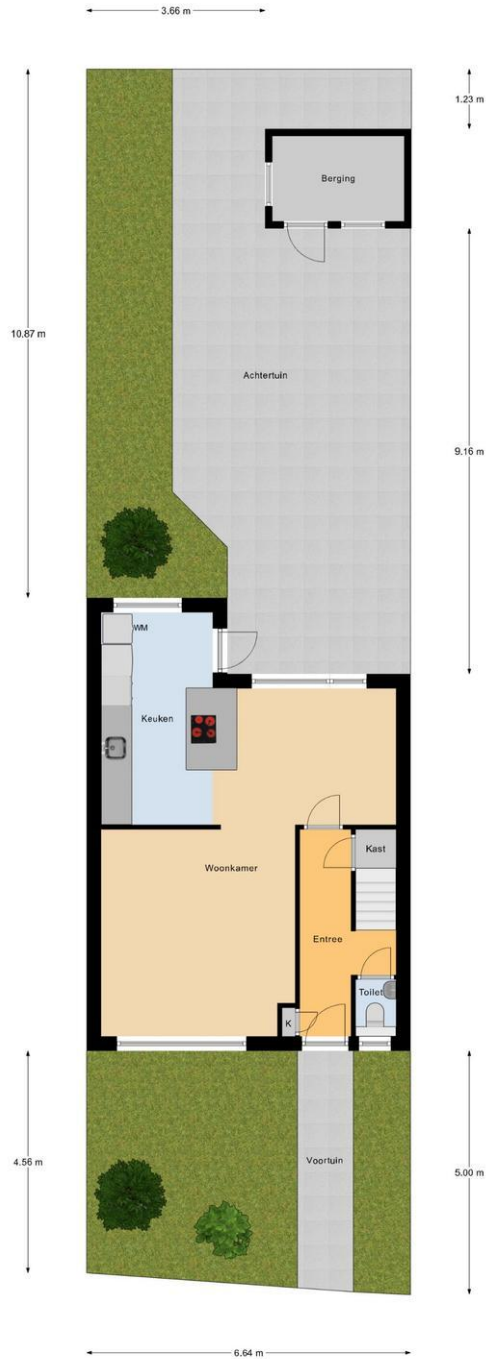 3.66 m
1.23 m
Berging
10.87 m
Achtertuin
9.16 m
WM
Keuken
Kast
Woonkamer
Entree
Toilet
K
4.56 m
Voortuin
5.00 m
6.64 m